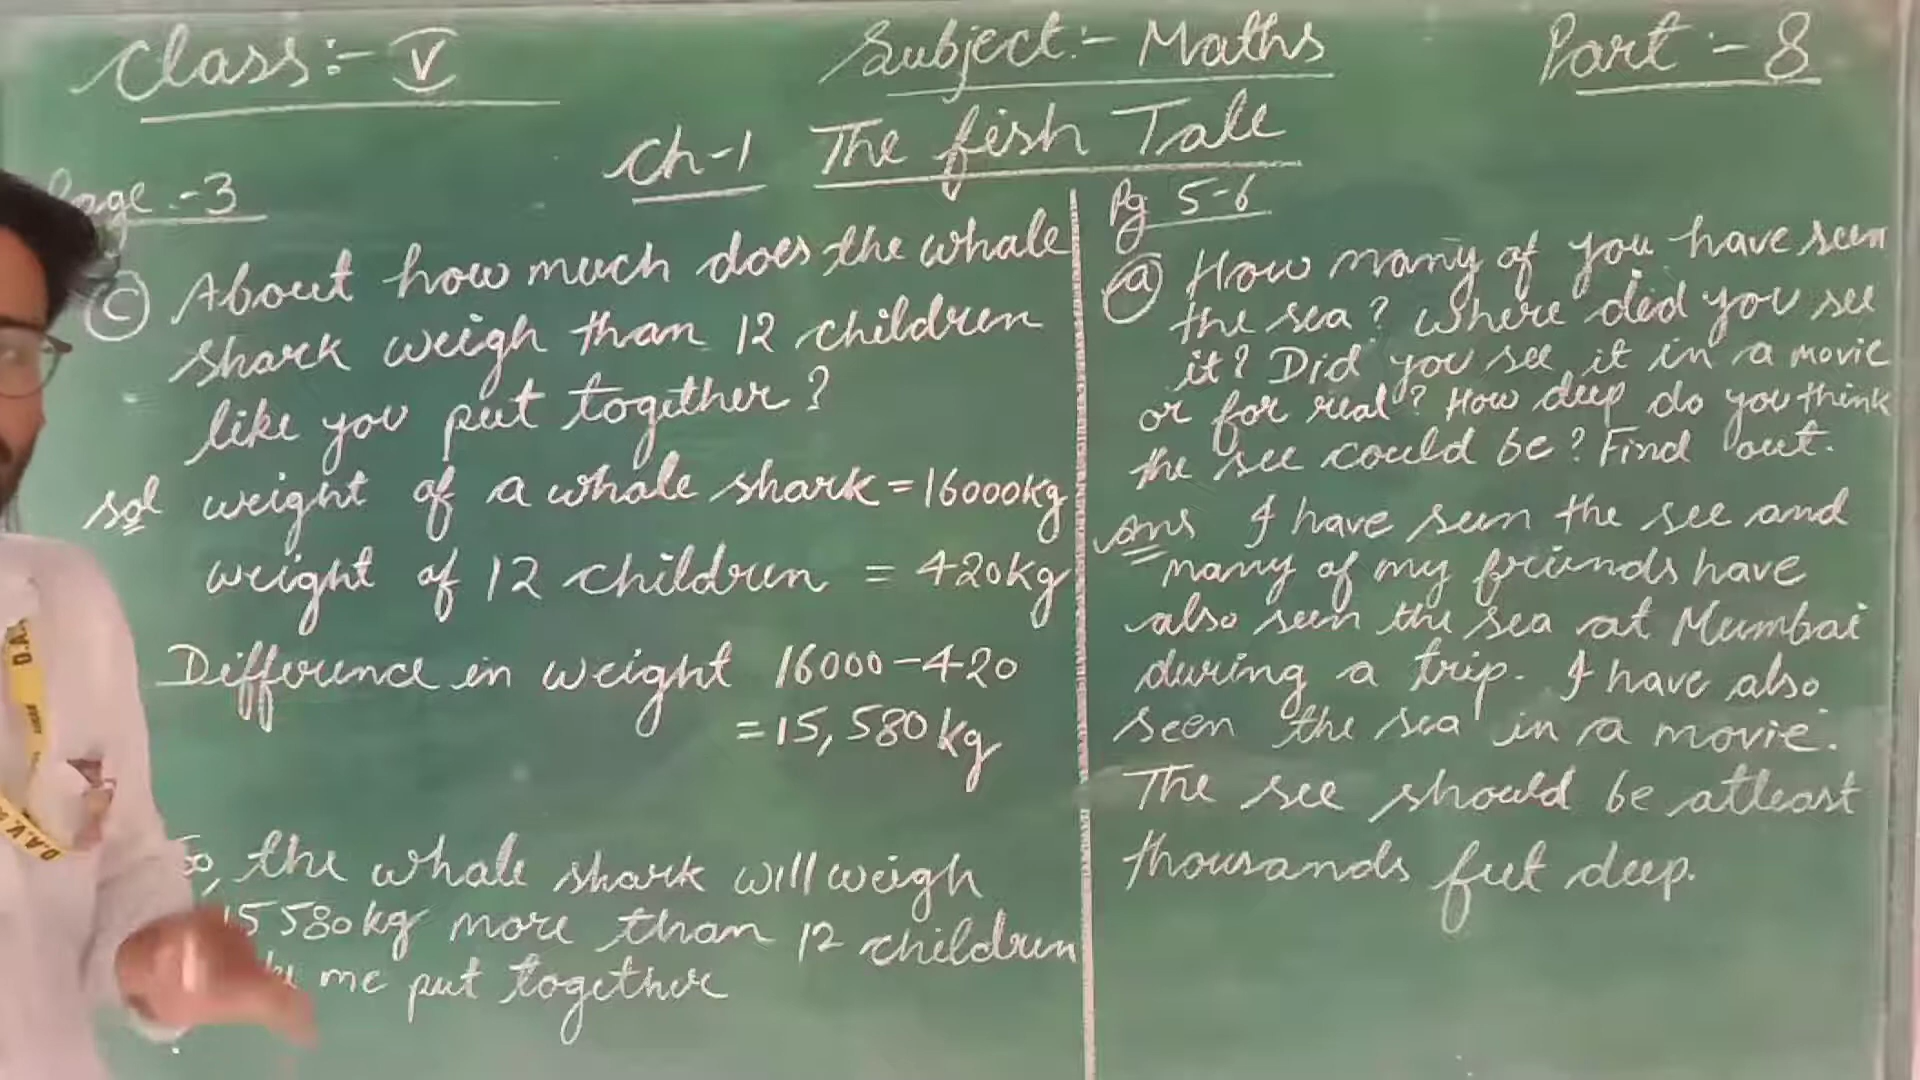 Class:- V
Subject:- Maths
Part:- 8
Ch-1 The fish Tale
Page.-3
(c) About how much does the whale
shark weigh than 12 children
like you put together?
Sol weight of a whale shark = 16000kg
weight of 12 children = 420kg
Difference in weight 16000-420
= 15,580kg
So, the whale shark will weigh
15580kg more than 12 children
me put together
Pg 5-6
(a) How many of you have seen
the sea? Where did you see
it? Did you see it in a movie
or for real? How deep do you think
the see could be? Find out.
Ans I have seen the see and
many of my friends have
also seen the sea at Mumbai
during a trip. I have also
seen the sea in a movie.
The see should be atleast
thousands feet deep.
D.A.
D.A.V.